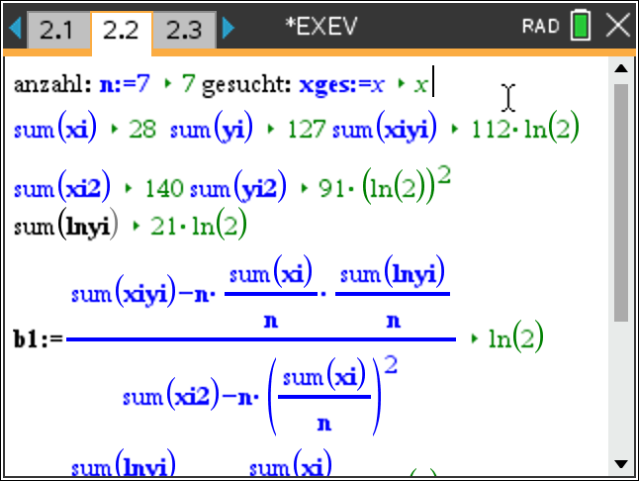 2.1 2.2 2.3 *EXEV RAD
anzahl: n:=7 ▸ 7 gesucht: xges:=x ▸ x
sum(xi) ▸ 28 sum(yi) ▸ 127 sum(xiyi) ▸ 112·ln(2)
sum(xi2) ▸ 140 sum(yi2) ▸ 91·(ln(2))²
sum(lnyi) ▸ 21·ln(2)
sum(xiyi)−n· sum(xi)/n · sum(lnyi)/n
b1:= ▸ ln(2)
sum(xi2)−n·(sum(xi)/n)²
sum(lnyi) sum(xi)